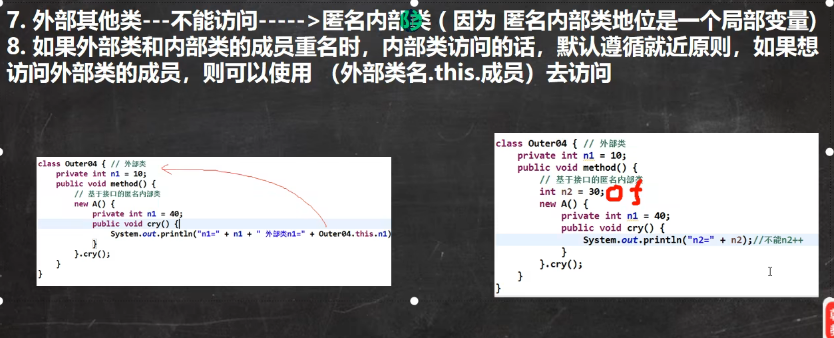 7. 外部其他类---不能访问----->匿名内部类 ( 因为 匿名内部类地位是一个局部变量)
8. 如果外部类和内部类的成员重名时，内部类访问的话，默认遵循就近原则，如果想
访问外部类的成员，则可以使用 （外部类名.this.成员）去访问
class Outer04 { // 外部类
private int n1 = 10;
public void method() {
// 基于接口的匿名内部类
new A() {
private int n1 = 40;
public void cry() {
System.out.println("n1=" + n1 + " 外部类n1=" + Outer04.this.n1)
}
}.cry();
}
}
class Outer04 { // 外部类
private int n1 = 10;
public void method() {
// 基于接口的匿名内部类
int n2 = 30;
new A() {
private int n1 = 40;
public void cry() {
System.out.println("n2=" + n2);//不能n2++
}
}.cry();
}
}